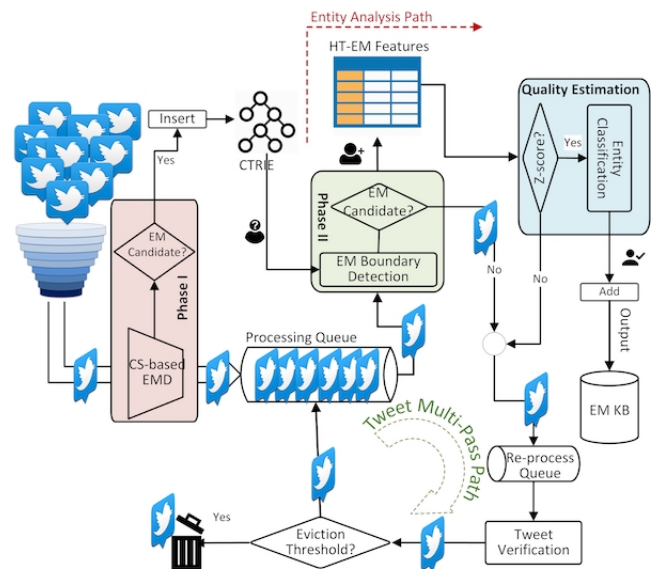 Entity Analysis Path
HT-EM Features
Quality Estimation
Insert
Yes
CTRIE
Z-score?
Yes
Entity
Classification
EM
Candidate?
Phase I
EM
Candidate?
Phase II
EM Boundary
Detection
No
No
Add
Output
CS-based
EMD
Processing Queue
EM KB
Tweet Multi-Pass Path
Re-process
Queue
Yes
Eviction
Threshold?
Tweet
Verification